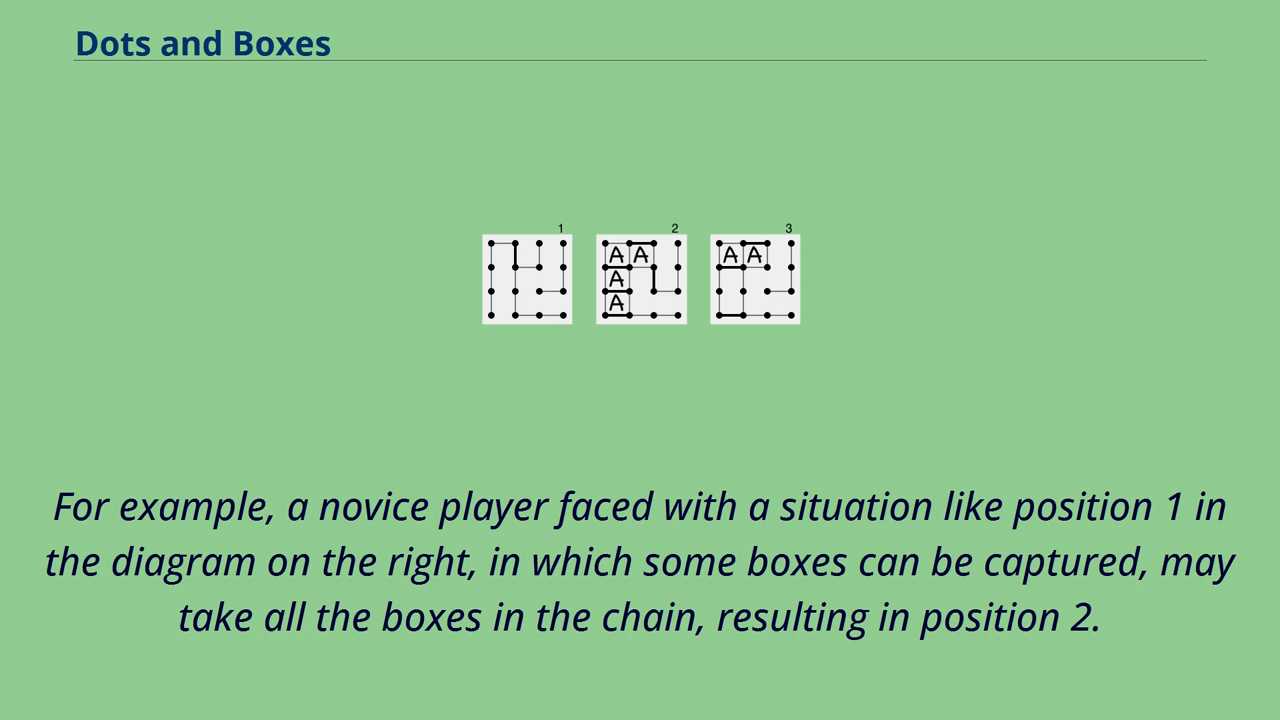 Dots and Boxes
1 2 3
A A A A
A
A
For example, a novice player faced with a situation like position 1 in
the diagram on the right, in which some boxes can be captured, may
take all the boxes in the chain, resulting in position 2.